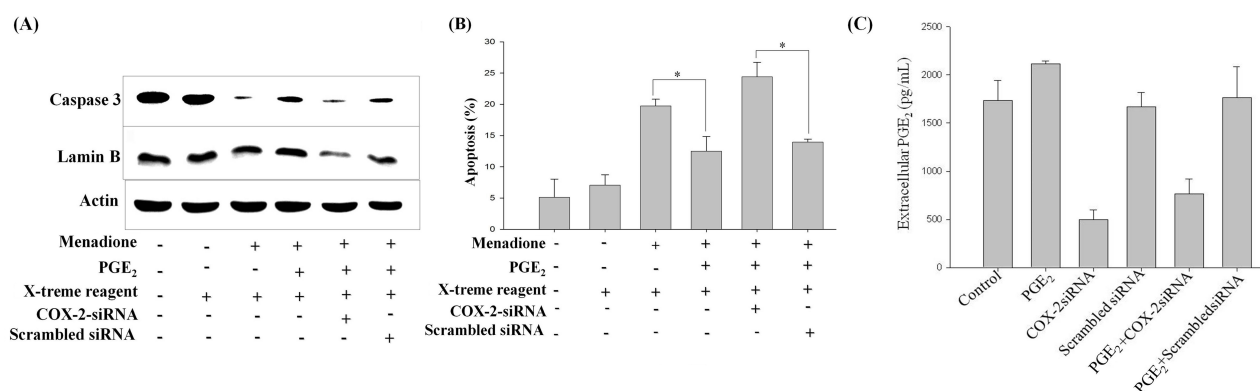 (A)
Caspase 3
Lamin B
Actin
Menadione - - + + + +
PGE₂ - - - + + +
X-treme reagent - + + + + +
COX-2-siRNA - - - - + -
Scrambled siRNA - - - - - +
(B)
Apoptosis (%)
30
25
20
15
10
5
0
*
*
Menadione - - + + + +
PGE₂ - - - + + +
X-treme reagent - + + + + +
COX-2-siRNA - - - - + -
Scrambled siRNA - - - - - +
(C)
Extracellular PGE₂ (pg/mL)
2500
2000
1500
1000
500
0
Control
PGE₂
COX-2siRNA
Scrambled siRNA
PGE₂+COX-2siRNA
PGE₂+ScrambledsiRNA